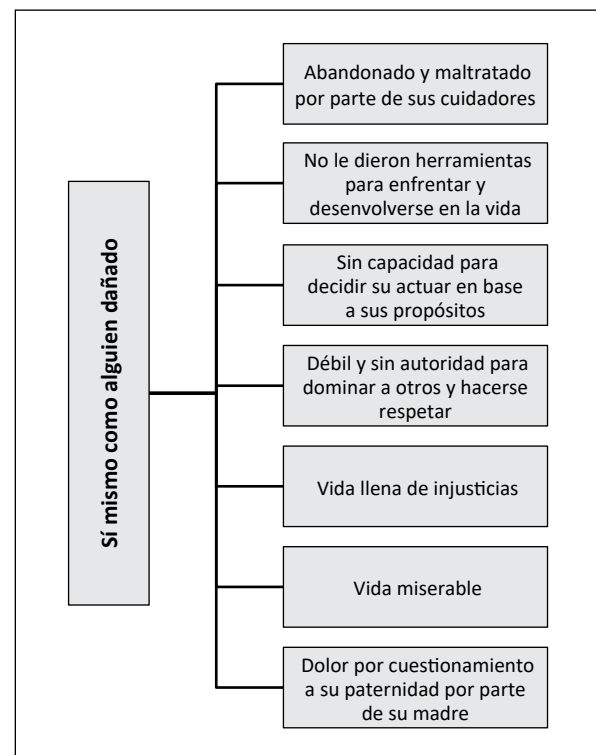 Sí mismo como alguien dañado
Abandonado y maltratado
por parte de sus cuidadores
No le dieron herramientas
para enfrentar y
desenvolverse en la vida
Sin capacidad para
decidir su actuar en base
a sus propósitos
Débil y sin autoridad para
dominar a otros y hacerse
respetar
Vida llena de injusticias
Vida miserable
Dolor por cuestionamiento
a su paternidad por parte
de su madre